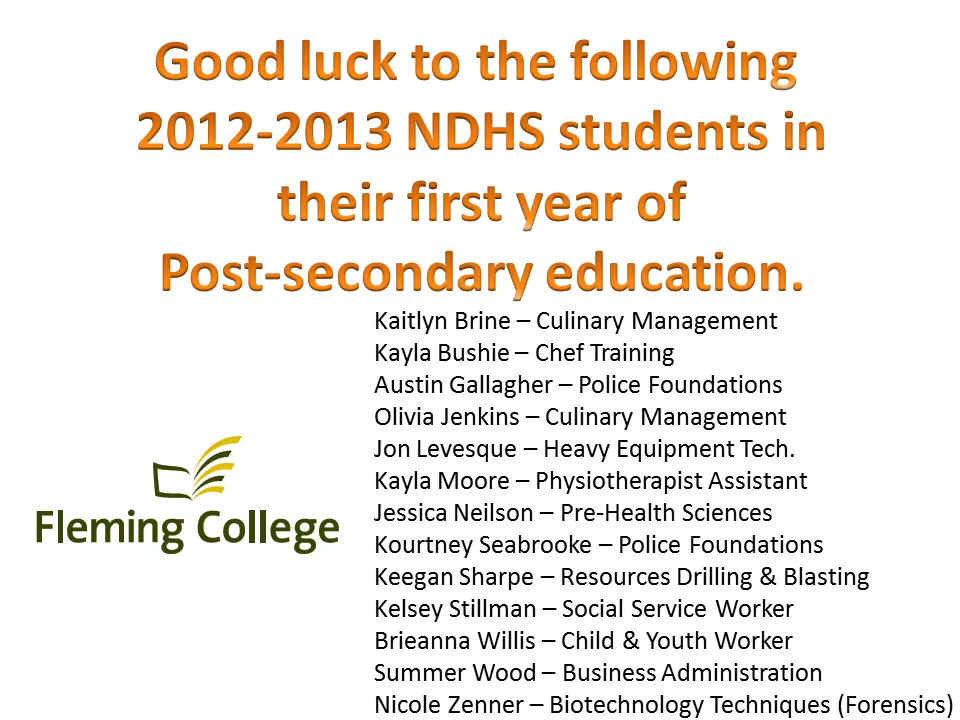 Good luck to the following
2012-2013 NDHS students in
their first year of
Post-secondary education.
Kaitlyn Brine – Culinary Management
Kayla Bushie – Chef Training
Austin Gallagher – Police Foundations
Olivia Jenkins – Culinary Management
Jon Levesque – Heavy Equipment Tech.
Kayla Moore – Physiotherapist Assistant
Jessica Neilson – Pre-Health Sciences
Kourtney Seabrooke – Police Foundations
Keegan Sharpe – Resources Drilling & Blasting
Kelsey Stillman – Social Service Worker
Brieanna Willis – Child & Youth Worker
Summer Wood – Business Administration
Nicole Zenner – Biotechnology Techniques (Forensics)
Fleming College